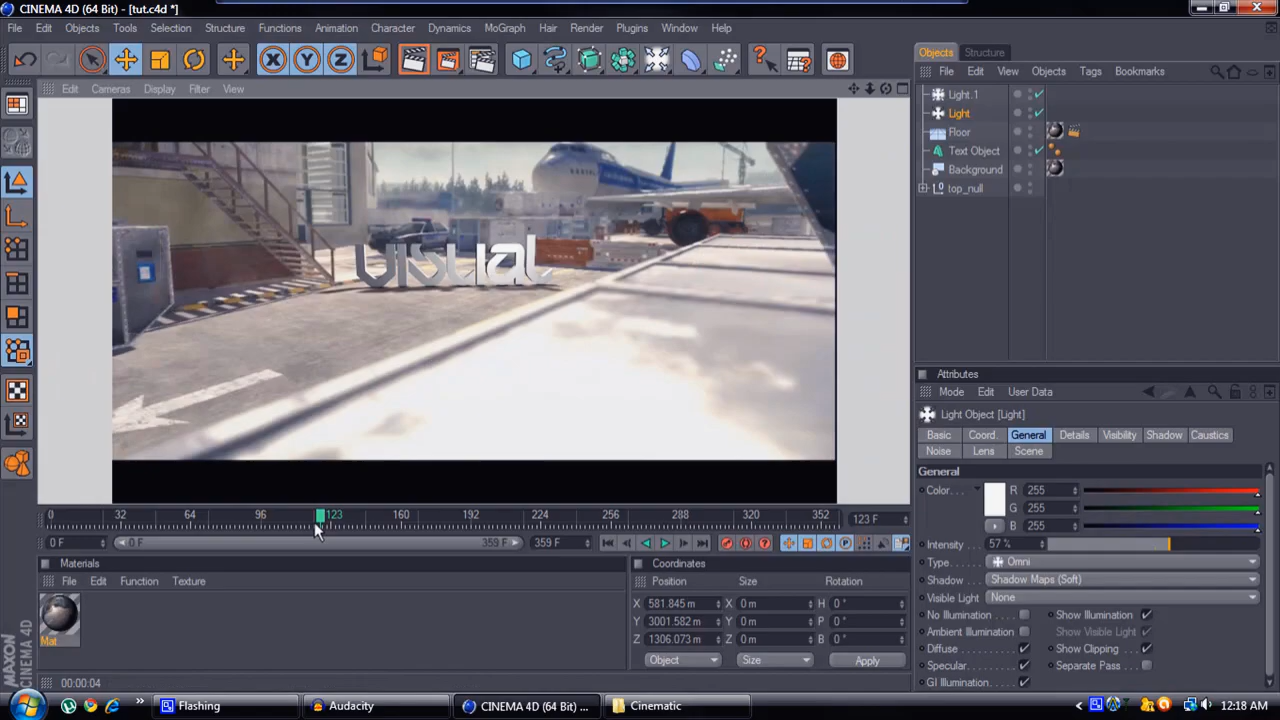 CINEMA 4D (64 Bit) - [tut.c4d *]
File Edit Objects Tools Selection Structure Functions Animation Character Dynamics MoGraph Hair Render Plugins Window Help
Objects Structure
File Edit View Objects Tags Bookmarks
Edit Cameras Display Filter View
Light.1
Light
Floor
Text Object
Background
top_null
visual
Attributes
Mode Edit User Data
Light Object [Light]
Basic Coord. General Details Visibility Shadow Caustics
Noise Lens Scene
General
Color. . . R 255
G 255
B 255
Intensity 57 %
Type. . . . Omni
Shadow. . Shadow Maps (Soft)
Visible Light None
No Illumination Show Illumination
Ambient Illumination Show Visible Light
Diffuse Show Clipping
Specular. Separate Pass
GI Illumination.
0 32 64 96 123 160 192 224 256 288 320 352 123 F
0 F 0 F 359 F 359 F
Materials
File Edit Function Texture
Mat
Coordinates
Position Size Rotation
X 581.845 m X 0 m H 0 °
Y 3001.582 m Y 0 m P 0 °
Z 1306.073 m Z 0 m B 0 °
Object Size Apply
MAXON CINEMA 4D
00:00:04
Flashing Audacity CINEMA 4D (64 Bit) ... Cinematic 12:18 AM